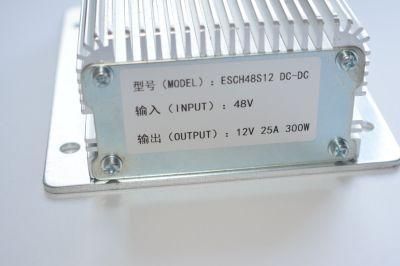 型号（MODEL）：ESCH48S12 DC-DC
输入（INPUT）：48V
输出（OUTPUT）：12V 25A 300W